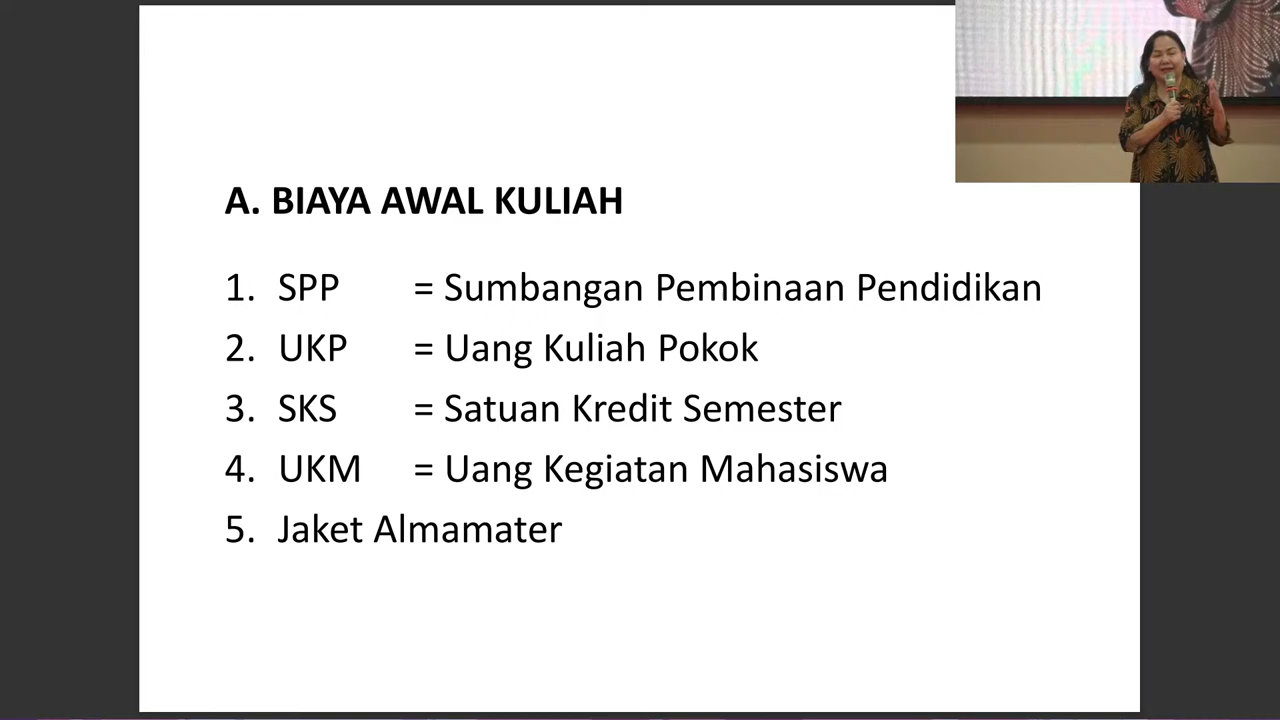 A. BIAYA AWAL KULIAH
1. SPP = Sumbangan Pembinaan Pendidikan
2. UKP = Uang Kuliah Pokok
3. SKS = Satuan Kredit Semester
4. UKM = Uang Kegiatan Mahasiswa
5. Jaket Almamater